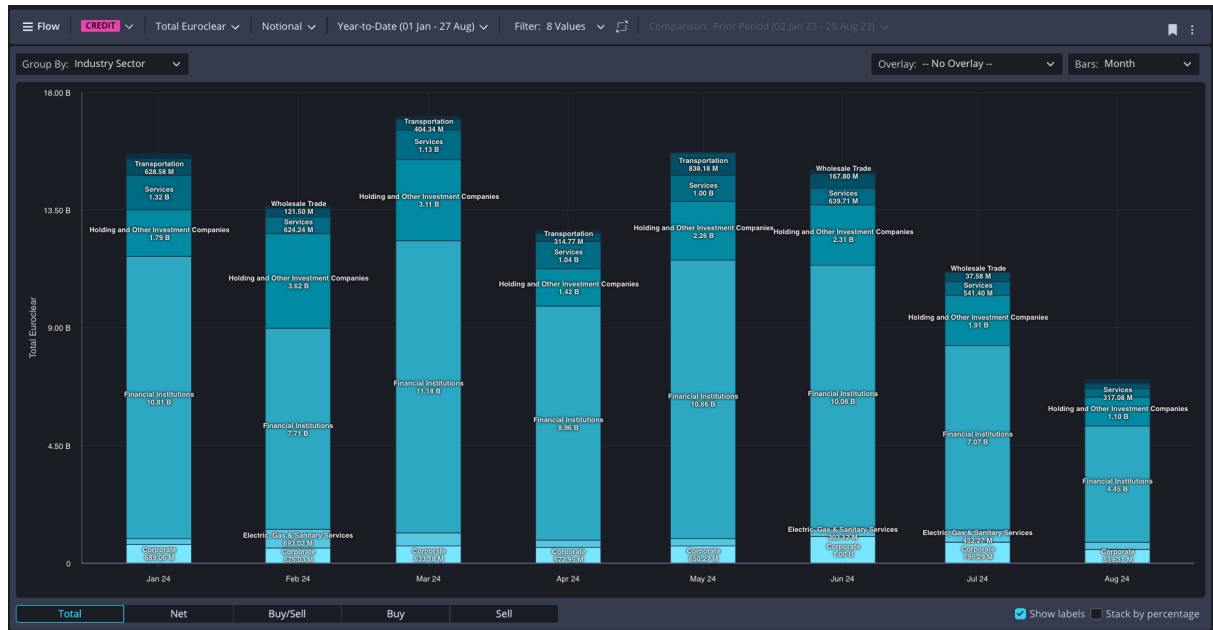 Flow CREDIT Total Euroclear Notional Year-to-Date (01 Jan - 27 Aug) Filter: 8 Values Comparison: Prior Period (02 Jan 23 - 25 Aug 23)
Group By: Industry Sector Overlay: -- No Overlay -- Bars: Month
18.00 B
13.50 B
9.00 B
4.50 B
0
Total Euroclear
Transportation
628.58 M
Services
1.32 B
Holding and Other Investment Companies
1.79 B
Financial Institutions
10.81 B
Corporate
689.06 M
Wholesale Trade
121.50 M
Services
624.24 M
Holding and Other Investment Companies
3.62 B
Financial Institutions
7.71 B
Electric, Gas & Sanitary Services
693.02 M
Corporate
575.03 M
Transportation
404.34 M
Services
1.13 B
Holding and Other Investment Companies
3.11 B
Financial Institutions
11.18 B
Corporate
Transportation
314.77 M
Services
1.04 B
Holding and Other Investment Companies
1.42 B
Financial Institutions
8.96 B
Corporate
Transportation
838.18 M
Services
1.00 B
Holding and Other Investment Companies
2.26 B
Financial Institutions
10.66 B
Corporate
650.27 M
Wholesale Trade
167.80 M
Services
639.71 M
Holding and Other Investment Companies
2.31 B
Financial Institutions
10.08 B
Electric, Gas & Sanitary Services
Corporate
1.00 B
Wholesale Trade
37.58 M
Services
541.40 M
Holding and Other Investment Companies
1.91 B
Financial Institutions
7.07 B
Electric, Gas & Sanitary Services
452.27 M
Corporate
Services
317.08 M
Holding and Other Investment Companies
1.10 B
Financial Institutions
4.45 B
Corporate
519.31 M
Jan 24 Feb 24 Mar 24 Apr 24 May 24 Jun 24 Jul 24 Aug 24
Total Net Buy/Sell Buy Sell Show labels Stack by percentage